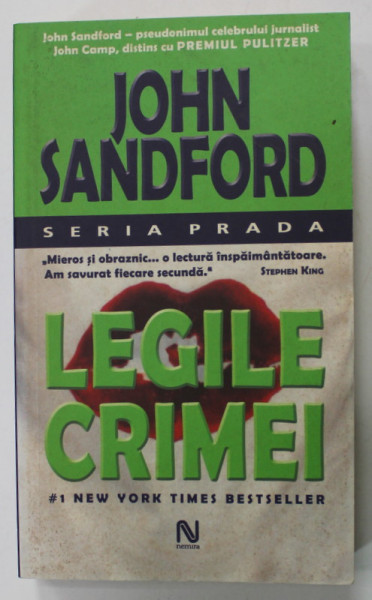 John Sandford – pseudonimul celebrului jurnalist
John Camp, distins cu PREMIUL PULITZER
JOHN
SANDFORD
SERIA PRADA
„Mieros și obraznic... o lectură înspăimântătoare.
Am savurat fiecare secundă.“ STEPHEN KING
LEGILE
CRIMEI
#1 NEW YORK TIMES BESTSELLER
N
nemira